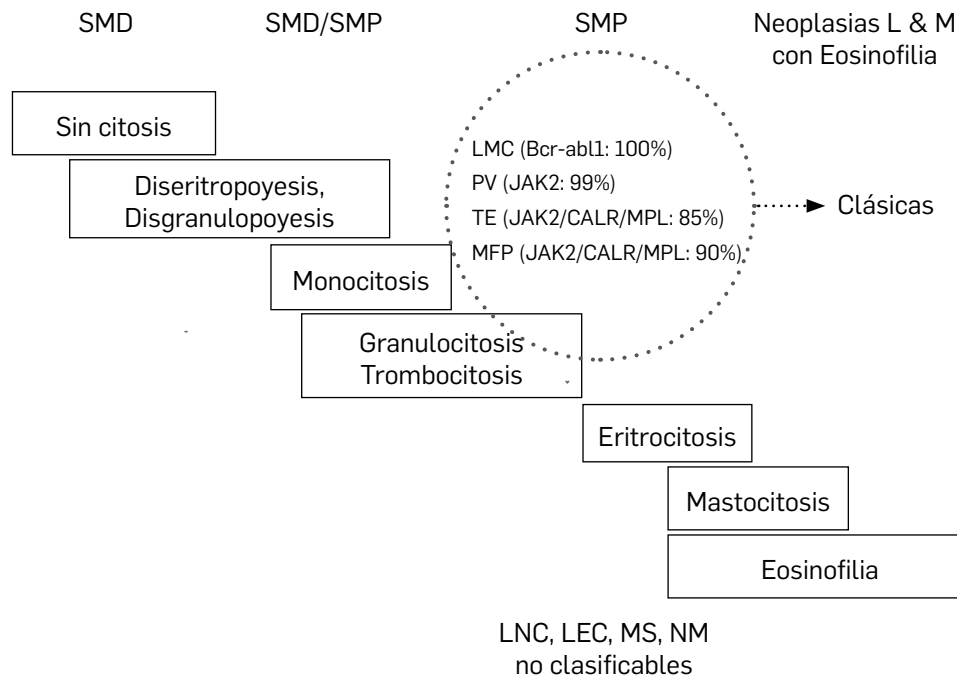 SMD
SMD/SMP
SMP
Neoplasias L & M
con Eosinofilia
Sin citosis
Diseritropoyesis,
Disgranulopoyesis
Monocitosis
Granulocitosis
Trombocitosis
LMC (Bcr-abl1: 100%)
PV (JAK2: 99%)
TE (JAK2/CALR/MPL: 85%)
MFP (JAK2/CALR/MPL: 90%)
Clásicas
Eritrocitosis
Mastocitosis
Eosinofilia
LNC, LEC, MS, NM
no clasificables